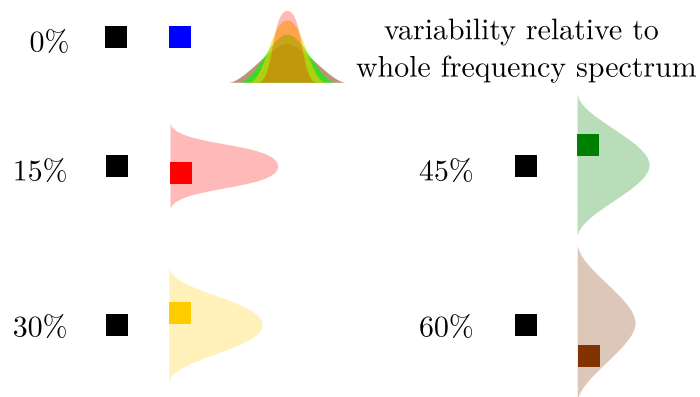 0%
variability relative to
whole frequency spectrum
15%
45%
30%
60%